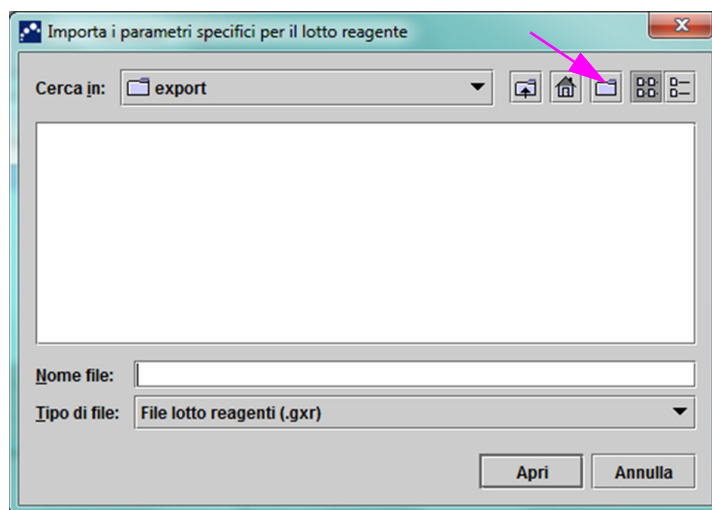 Importa i parametri specifici per il lotto reagente
Cerca in: export
Nome file:
Tipo di file: File lotto reagenti (.gxr)
Apri Annulla